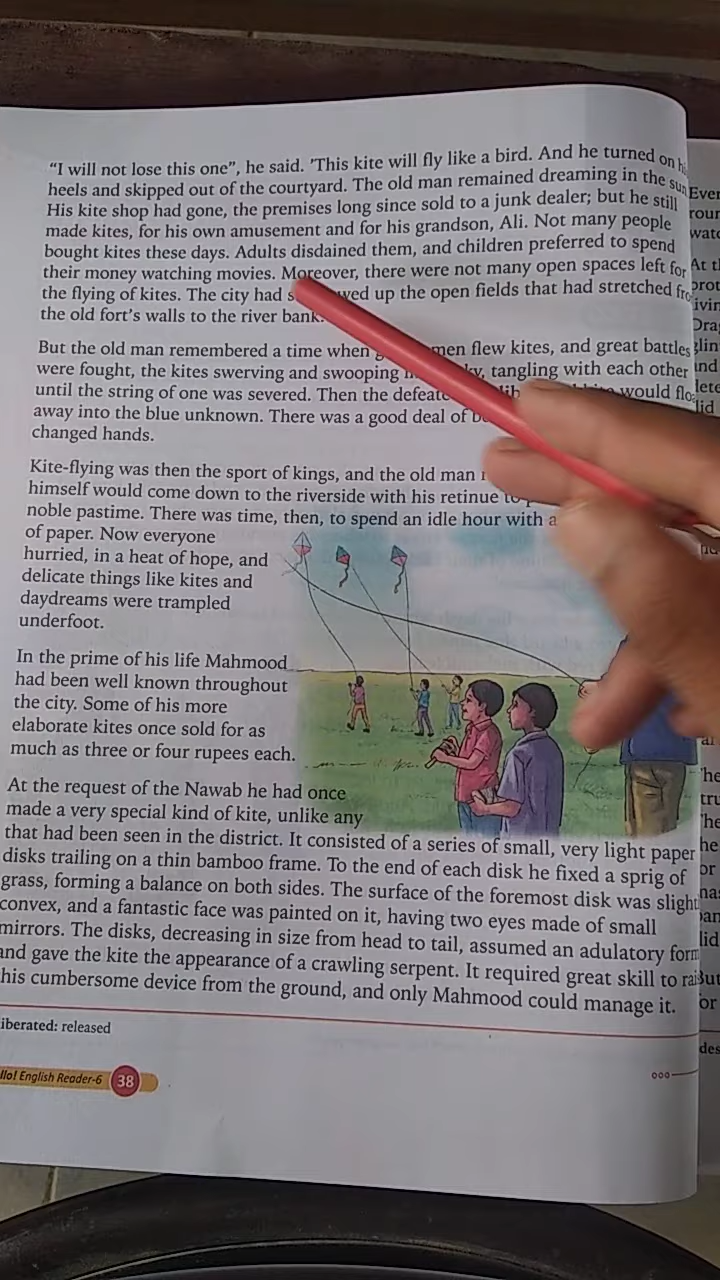 "I will not lose this one", he said. 'This kite will fly like a bird. And he turned on
heels and skipped out of the courtyard. The old man remained dreaming in the sun
His kite shop had gone, the premises long since sold to a junk dealer; but he still
made kites, for his own amusement and for his grandson, Ali. Not many people
bought kites these days. Adults disdained them, and children preferred to spend
their money watching movies. Moreover, there were not many open spaces left for
the flying of kites. The city had up the open fields that had stretched
the old fort's walls to the river bank.
But the old man remembered a time when flew kites, and great battles
were fought, the kites swerving and swooping tangling with each other
until the string of one was severed. Then the would
away into the blue unknown. There was a good deal of
changed hands.
Kite-flying was then the sport of kings, and the old man
himself would come down to the riverside with his retinue
noble pastime. There was time, then, to spend an idle hour with a
of paper. Now everyone
hurried, in a heat of hope, and
delicate things like kites and
daydreams were trampled
underfoot.
In the prime of his life Mahmood
had been well known throughout
the city. Some of his more
elaborate kites once sold for as
much as three or four rupees each.
At the request of the Nawab he had once
made a very special kind of kite, unlike any
that had been seen in the district. It consisted of a series of small, very light paper
disks trailing on a thin bamboo frame. To the end of each disk he fixed a sprig of
grass, forming a balance on both sides. The surface of the foremost disk was
convex, and a fantastic face was painted on it, having two eyes made of small
mirrors. The disks, decreasing in size from head to tail, assumed an adulatory form
and gave the kite the appearance of a crawling serpent. It required great skill to
his cumbersome device from the ground, and only Mahmood could manage it.
iberated: released
llo! English Reader-6 38